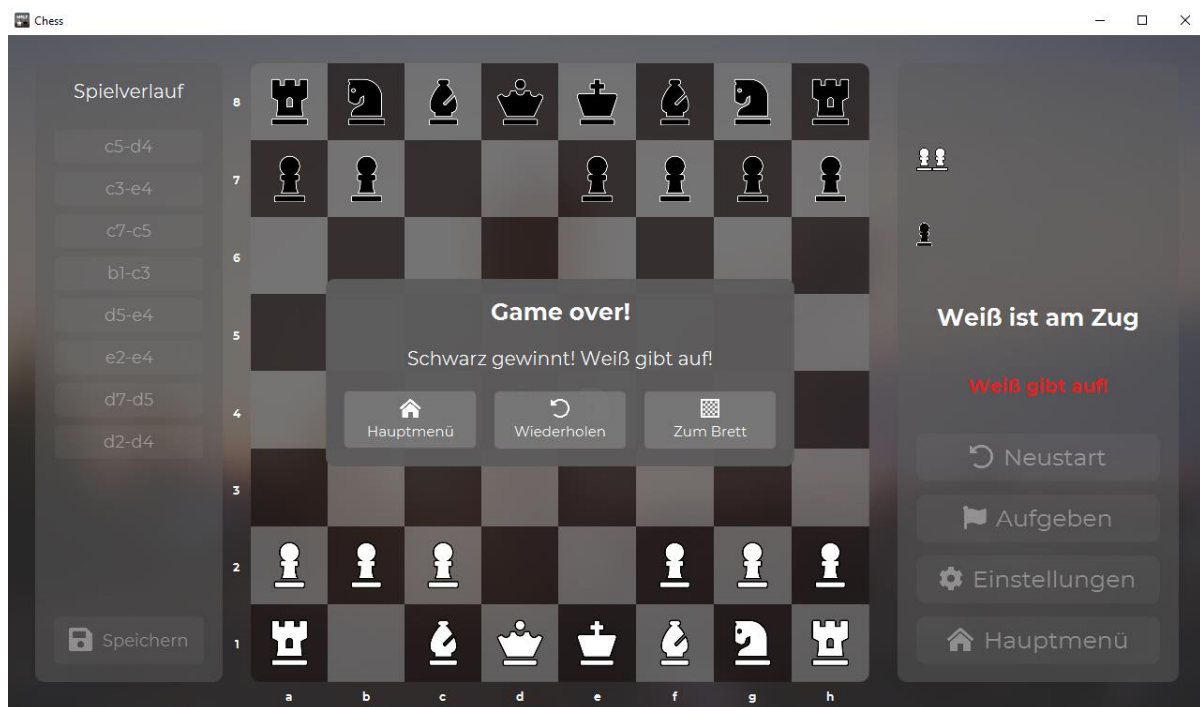 Chess
Spielverlauf
c5-d4
c3-e4
c7-c5
b1-c3
d5-e4
e2-e4
d7-d5
d2-d4
Speichern
8
7
6
5
4
3
2
1
a b c d e f g h
Game over!
Schwarz gewinnt! Weiß gibt auf!
Hauptmenü Wiederholen Zum Brett
Weiß ist am Zug
Weiß gibt auf!
Neustart
Aufgeben
Einstellungen
Hauptmenü